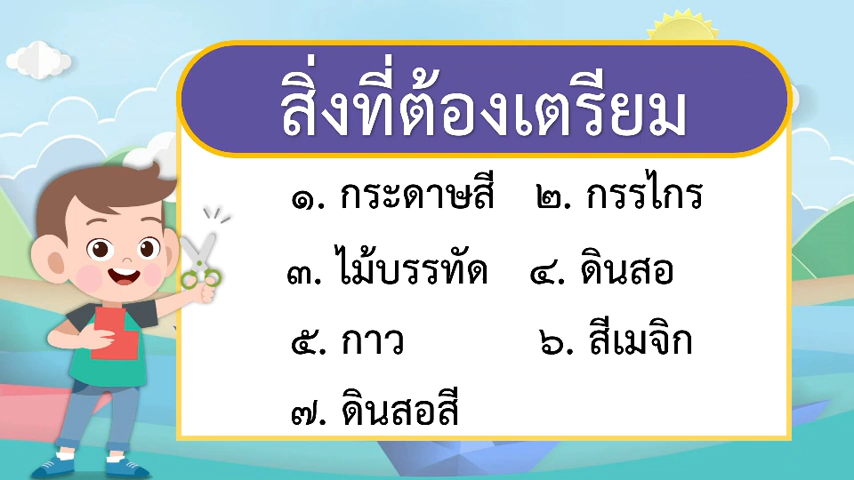 สิ่งที่ต้องเตรียม
๑. กระดาษสี ๒. กรรไกร
๓. ไม้บรรทัด ๔. ดินสอ
๕. กาว ๖. สีเมจิก
๗. ดินสอสี